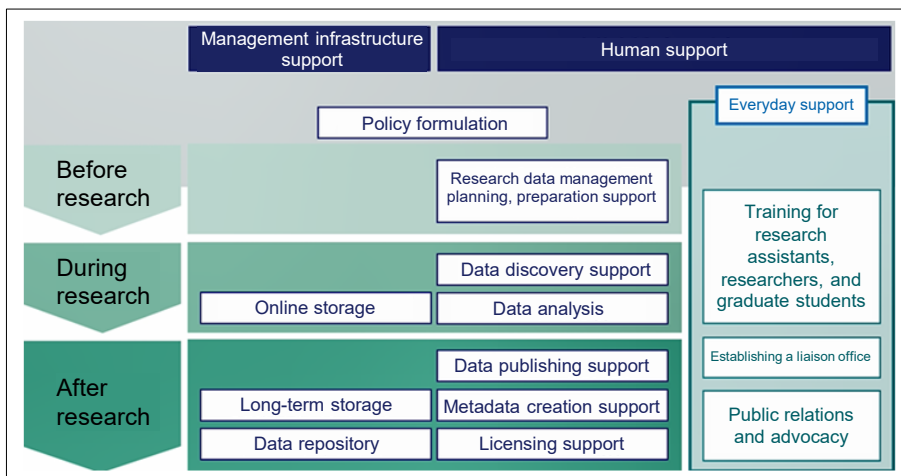 Management infrastructure
support
Human support
Everyday support
Policy formulation
Before
research
Research data management
planning, preparation support
Training for
research
assistants,
researchers, and
graduate students
During
research
Data discovery support
Online storage
Data analysis
Establishing a liaison office
After
research
Data publishing support
Long-term storage
Metadata creation support
Public relations
and advocacy
Data repository
Licensing support